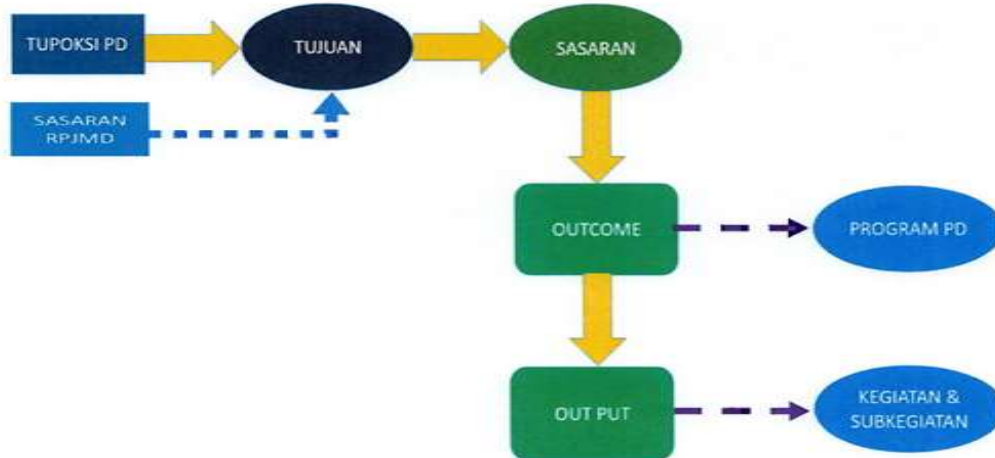 TUPOKSI PD
TUJUAN
SASARAN
SASARAN
RPJMD
OUTCOME
PROGRAM PD
OUT PUT
KEGIATAN &
SUBKEGIATAN